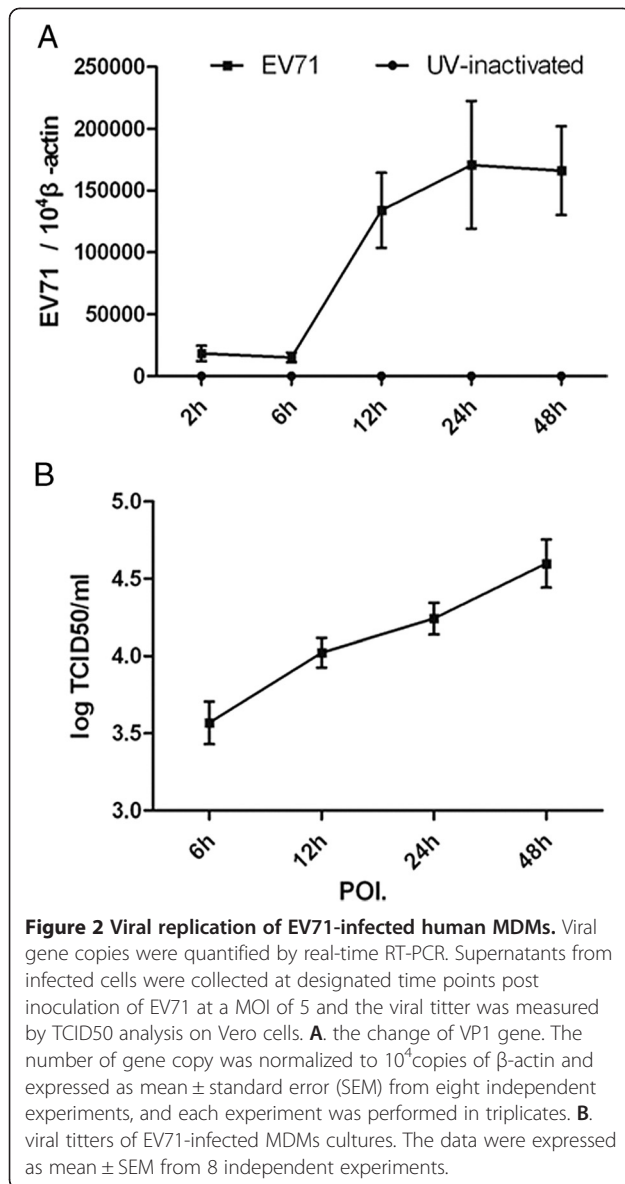 A
250000
EV71
UV-inactivated
200000
150000
100000
50000
0
EV71 / 10⁴β -actin
2h
6h
12h
24h
48h
B
5.0
4.5
4.0
3.5
3.0
log TCID50/ml
6h
12h
24h
48h
POI.
Figure 2 Viral replication of EV71-infected human MDMs. Viral
gene copies were quantified by real-time RT-PCR. Supernatants from
infected cells were collected at designated time points post
inoculation of EV71 at a MOI of 5 and the viral titter was measured
by TCID50 analysis on Vero cells. A. the change of VP1 gene. The
number of gene copy was normalized to 10⁴copies of β-actin and
expressed as mean ± standard error (SEM) from eight independent
experiments, and each experiment was performed in triplicates. B.
viral titters of EV71-infected MDMs cultures. The data were expressed
as mean ± SEM from 8 independent experiments.